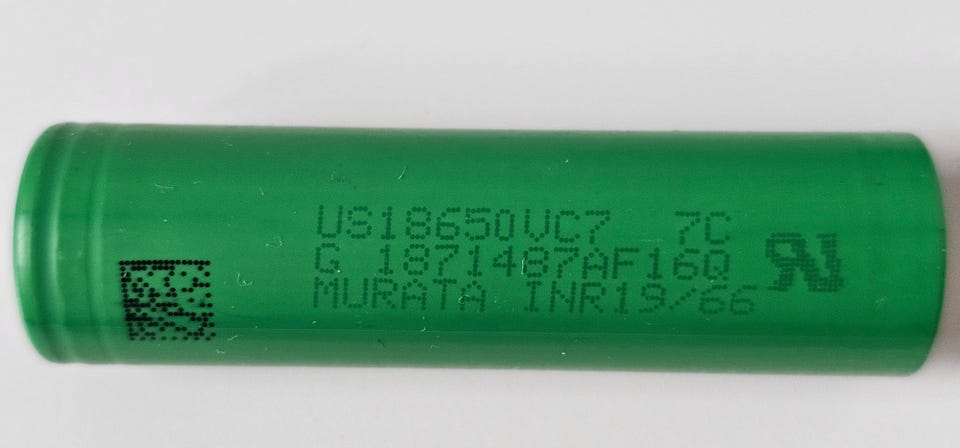 US18650VC7 7C
G 1871487AF16Q
MURATA INR19/66